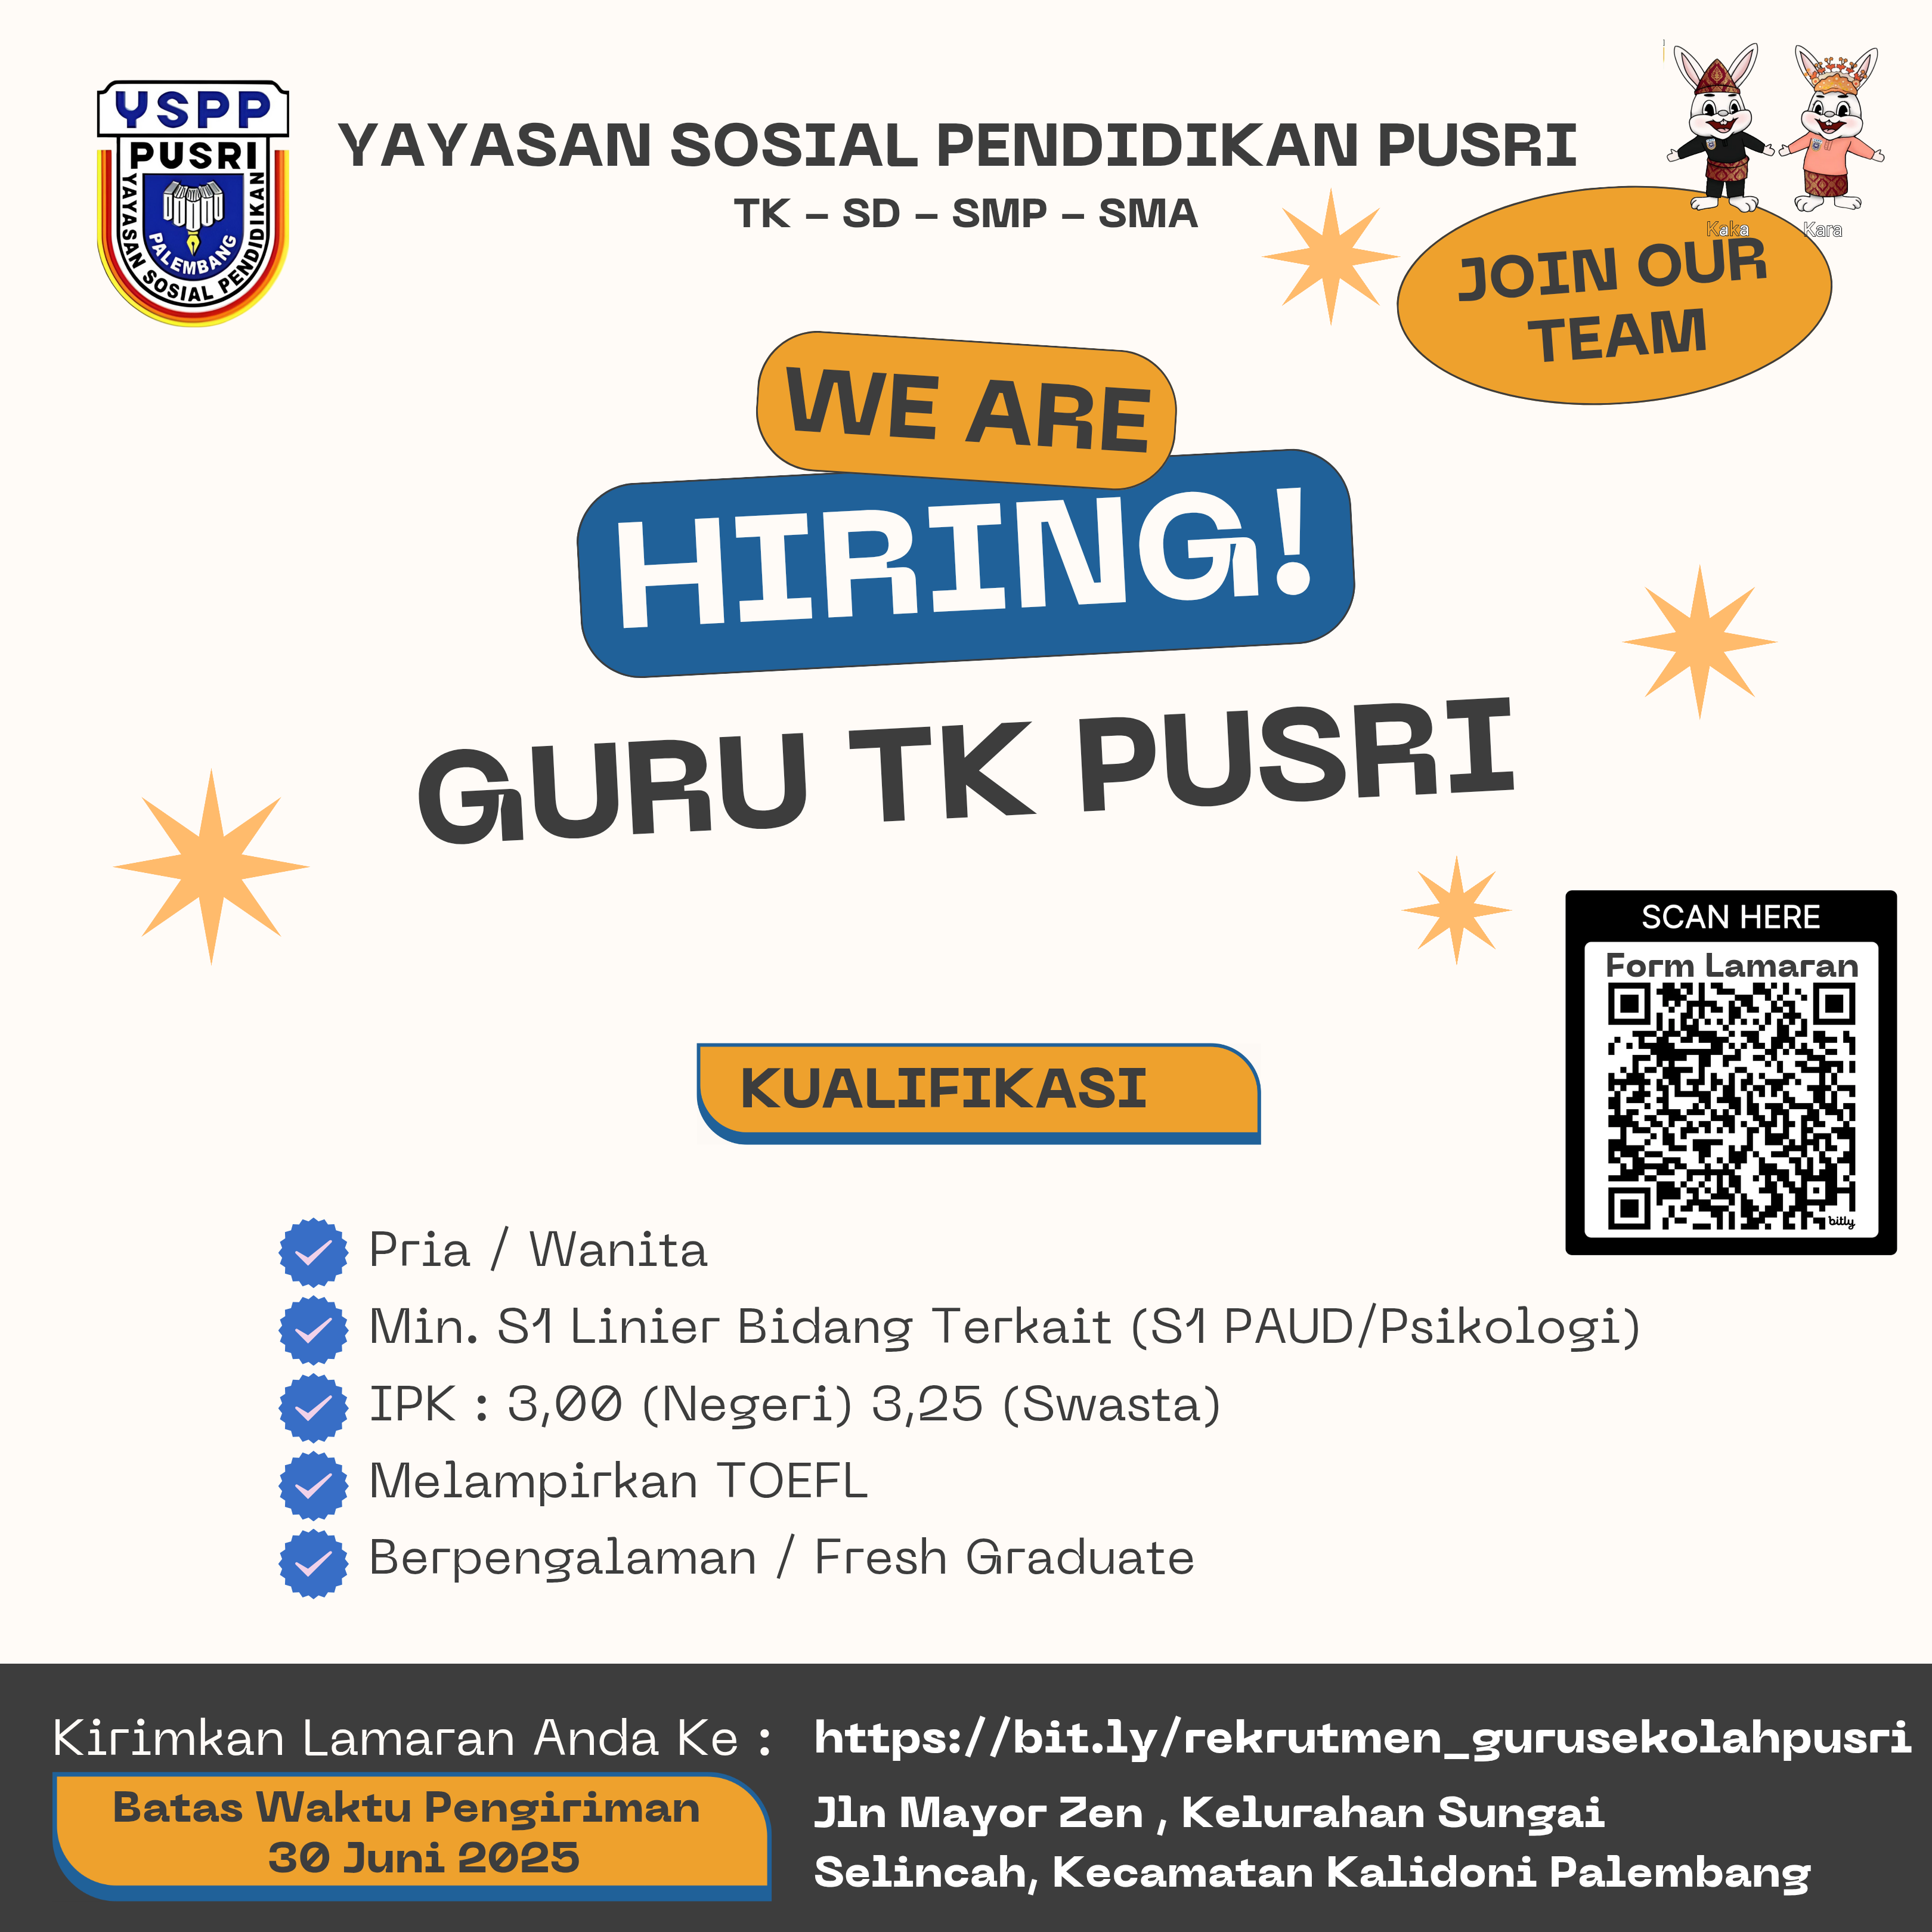 YSPP
PUSRI
YAYASAN SOSIAL PENDIDIKAN
PALEMBANG
YAYASAN SOSIAL PENDIDIKAN PUSRI
TK – SD – SMP – SMA
Kaka
Kara
JOIN OUR
TEAM
WE ARE
HIRING!
GURU TK PUSRI
SCAN HERE
Form Lamaran
bitly
KUALIFIKASI
Pria / Wanita
Min. S1 Linier Bidang Terkait (S1 PAUD/Psikologi)
IPK : 3,00 (Negeri) 3,25 (Swasta)
Melampirkan TOEFL
Berpengalaman / Fresh Graduate
Kirimkan Lamaran Anda Ke :
https://bit.ly/rekrutmen_gurusekolahpusri
Batas Waktu Pengiriman
30 Juni 2025
Jln Mayor Zen , Kelurahan Sungai
Selincah, Kecamatan Kalidoni Palembang